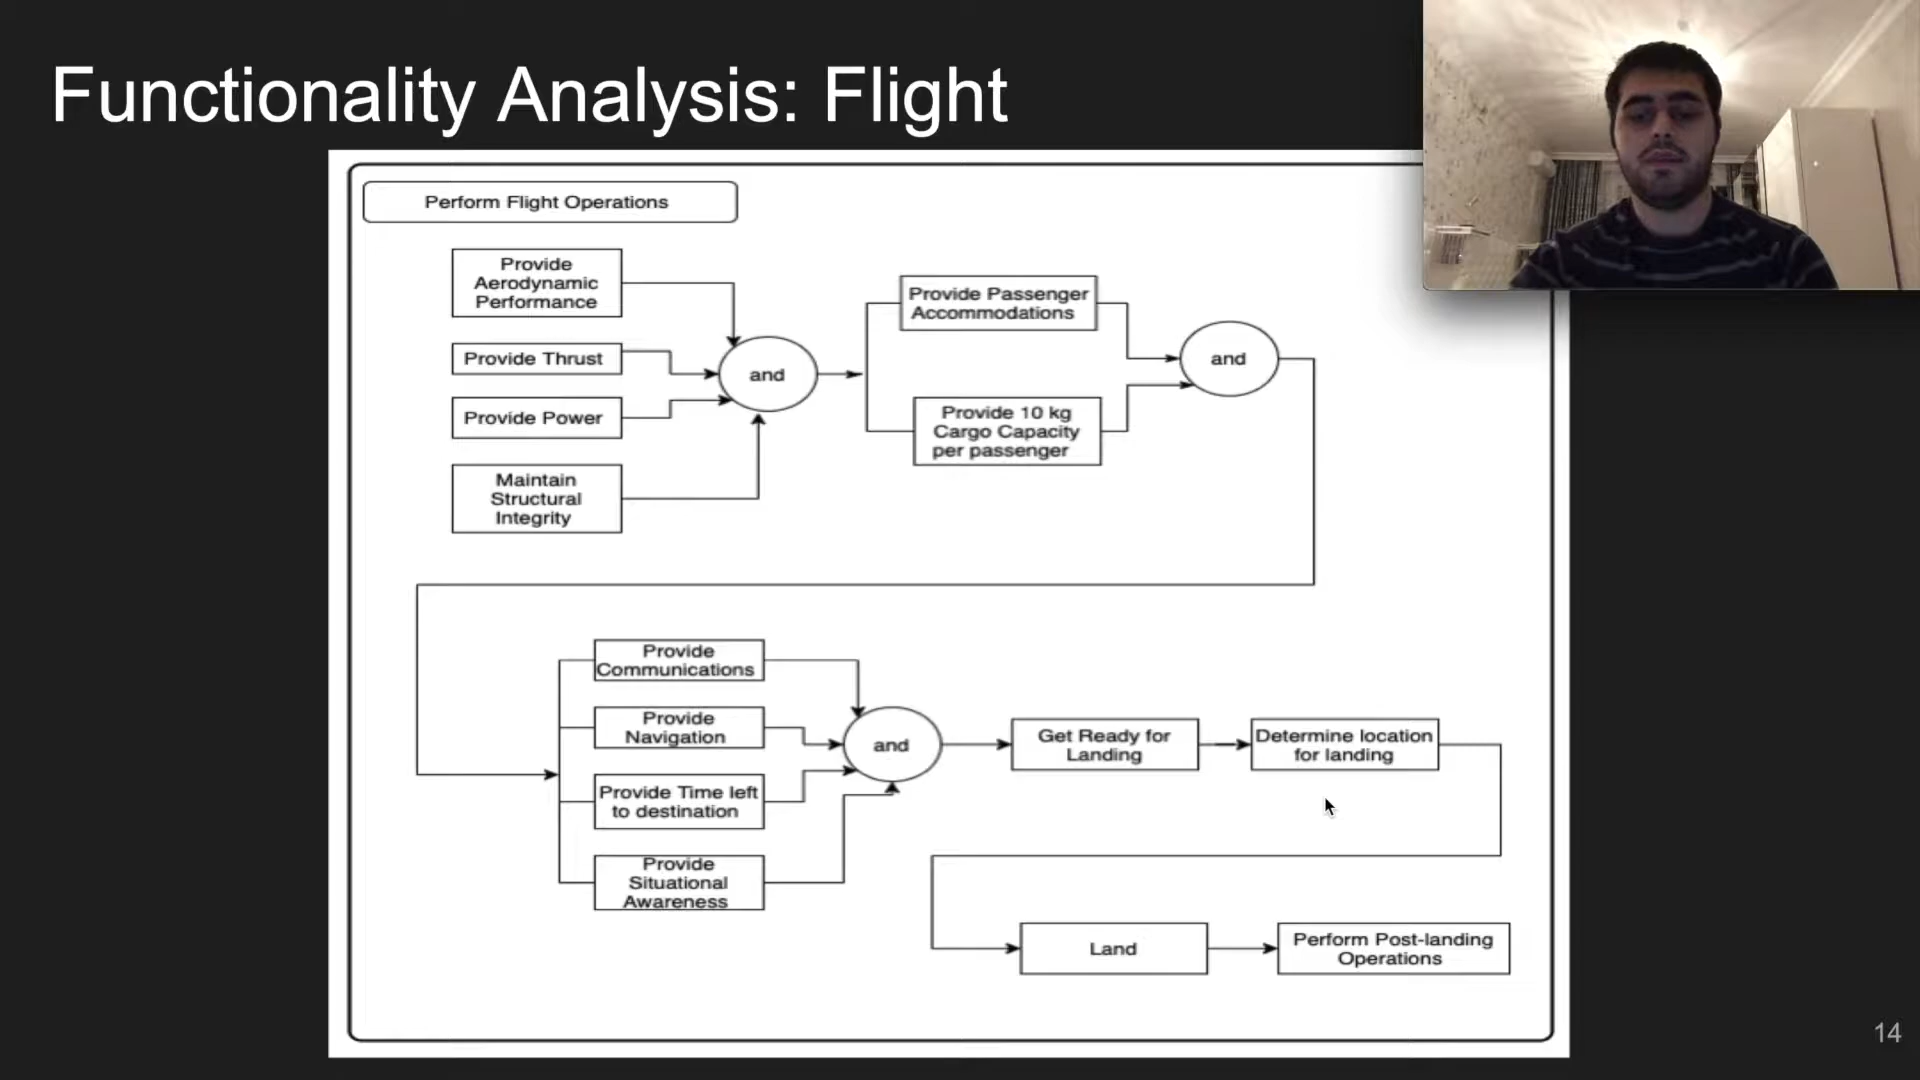 Functionality Analysis: Flight
Perform Flight Operations
Provide
Aerodynamic
Performance
Provide Thrust
Provide Power
Maintain
Structural
Integrity
and
Provide Passenger
Accommodations
Provide 10 kg
Cargo Capacity
per passenger
and
Provide
Communications
Provide
Navigation
Provide Time left
to destination
Provide
Situational
Awareness
and
Get Ready for
Landing
Determine location
for landing
Land
Perform Post-landing
Operations
14